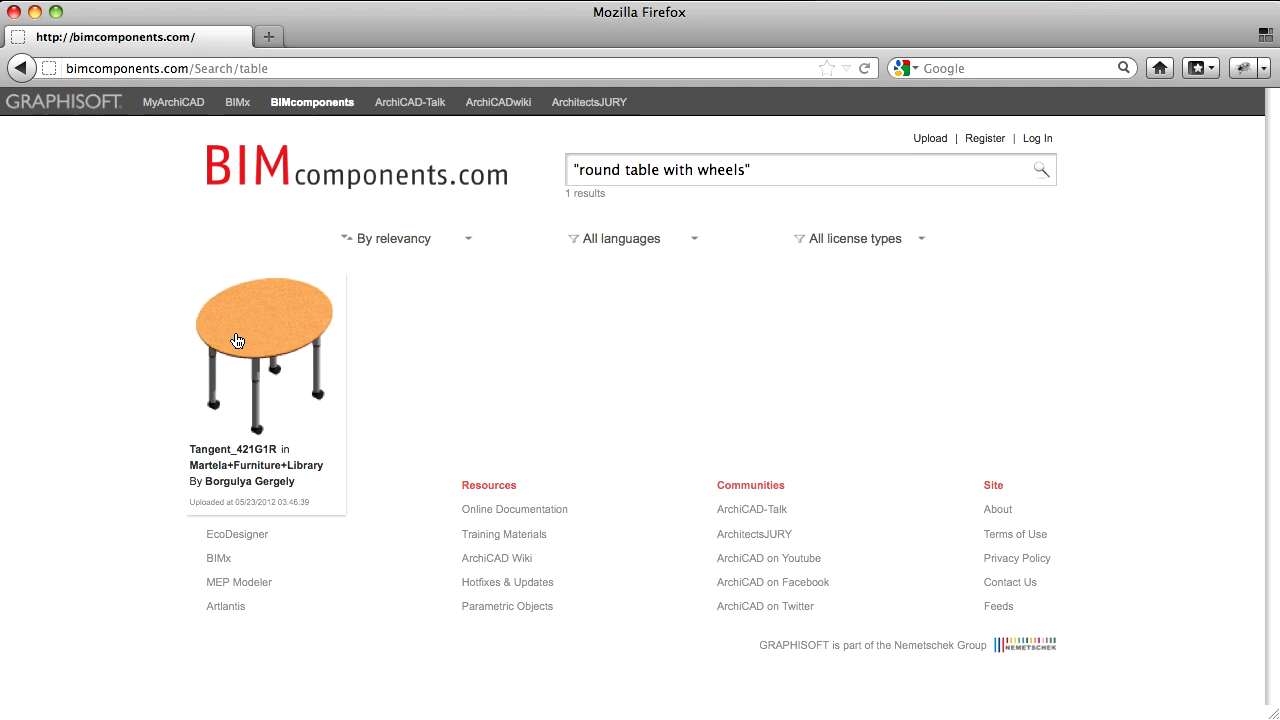 Mozilla Firefox
http://bimcomponents.com/
bimcomponents.com/Search/table
Google
GRAPHISOFT. MyArchiCAD BIMx BIMcomponents ArchiCAD-Talk ArchiCADwiki ArchitectsJURY
Upload | Register | Log In
BIMcomponents.com
"round table with wheels"
1 results
By relevancy All languages All license types
Tangent_421G1R in
Martela+Furniture+Library
By Borgulya Gergely
Uploaded at 05/23/2012 03:46:39
EcoDesigner
BIMx
MEP Modeler
Artlantis
Resources
Online Documentation
Training Materials
ArchiCAD Wiki
Hotfixes & Updates
Parametric Objects
Communities
ArchiCAD-Talk
ArchitectsJURY
ArchiCAD on Youtube
ArchiCAD on Facebook
ArchiCAD on Twitter
Site
About
Terms of Use
Privacy Policy
Contact Us
Feeds
GRAPHISOFT is part of the Nemetschek Group NEMETSCHEK